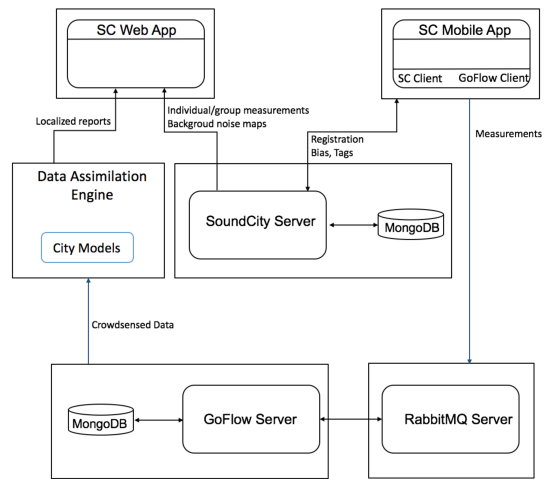 SC Web App
SC Mobile App
SC Client
GoFlow Client
Localized reports
Individual/group measurements
Backgroud noise maps
Registration
Bias, Tags
Measurements
Data Assimilation
Engine
City Models
SoundCity Server
MongoDB
Crowdsensed Data
MongoDB
GoFlow Server
RabbitMQ Server